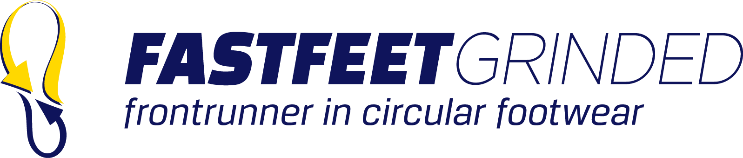 FASTFEETGRINDED
frontrunner in circular footwear